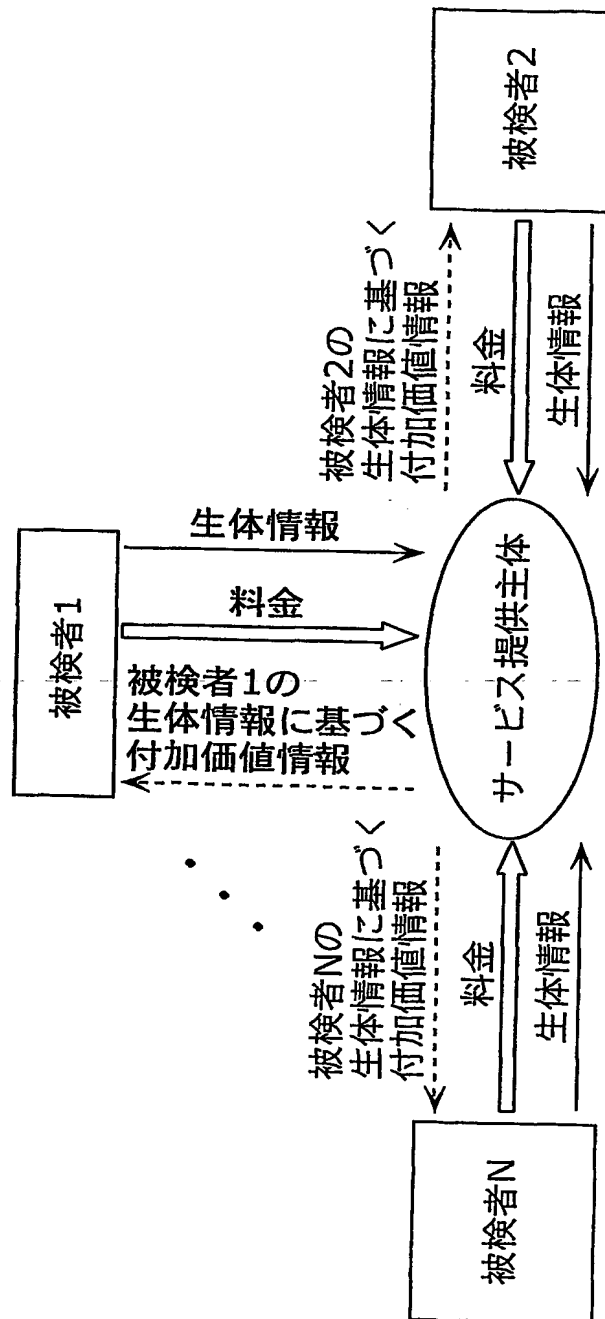 被検者1
生体情報
料金
被検者1の
生体情報に基づく
付加価値情報
被検者2の
生体情報に基づく
付加価値情報
料金
生体情報
被検者2
サービス提供主体
被検者Nの
生体情報に基づく
付加価値情報
料金
生体情報
被検者N